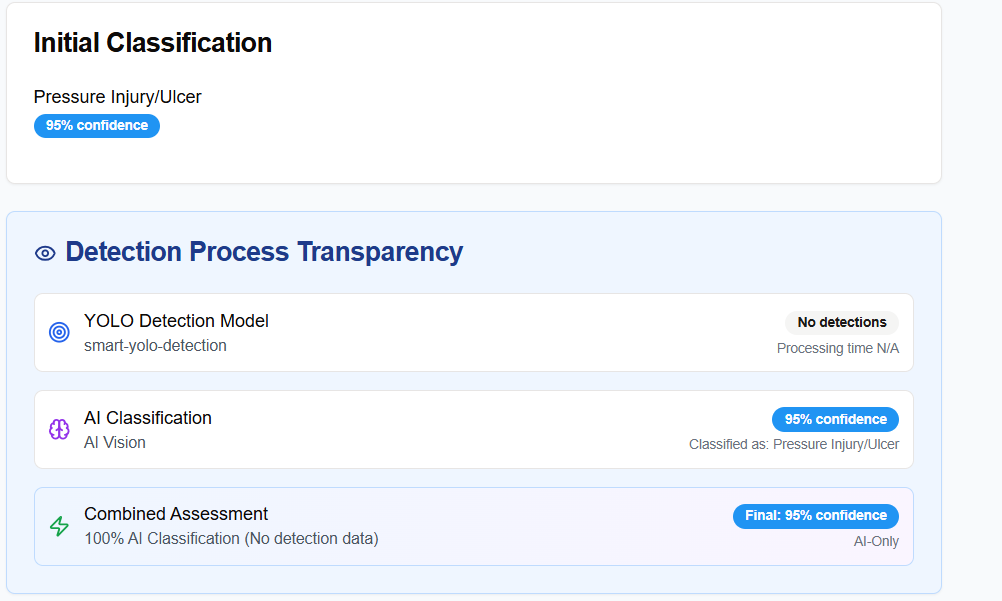 Initial Classification
Pressure Injury/Ulcer
95% confidence
Detection Process Transparency
YOLO Detection Model
smart-yolo-detection
No detections
Processing time N/A
AI Classification
AI Vision
95% confidence
Classified as: Pressure Injury/Ulcer
Combined Assessment
100% AI Classification (No detection data)
Final: 95% confidence
AI-Only